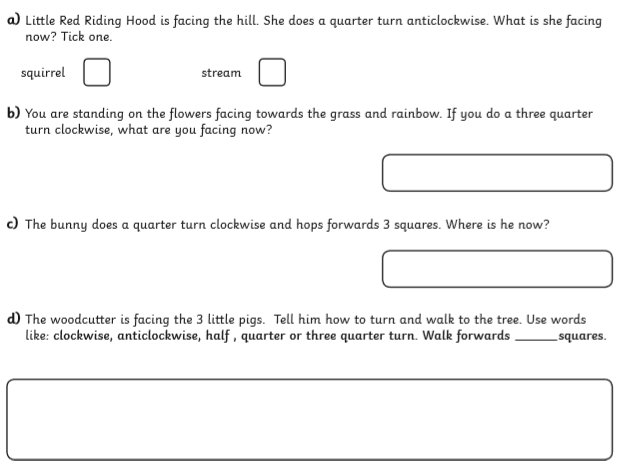 a) Little Red Riding Hood is facing the hill. She does a quarter turn anticlockwise. What is she facing
now? Tick one.
squirrel stream
b) You are standing on the flowers facing towards the grass and rainbow. If you do a three quarter
turn clockwise, what are you facing now?
c) The bunny does a quarter turn clockwise and hops forwards 3 squares. Where is he now?
d) The woodcutter is facing the 3 little pigs. Tell him how to turn and walk to the tree. Use words
like: clockwise, anticlockwise, half , quarter or three quarter turn. Walk forwards ______squares.